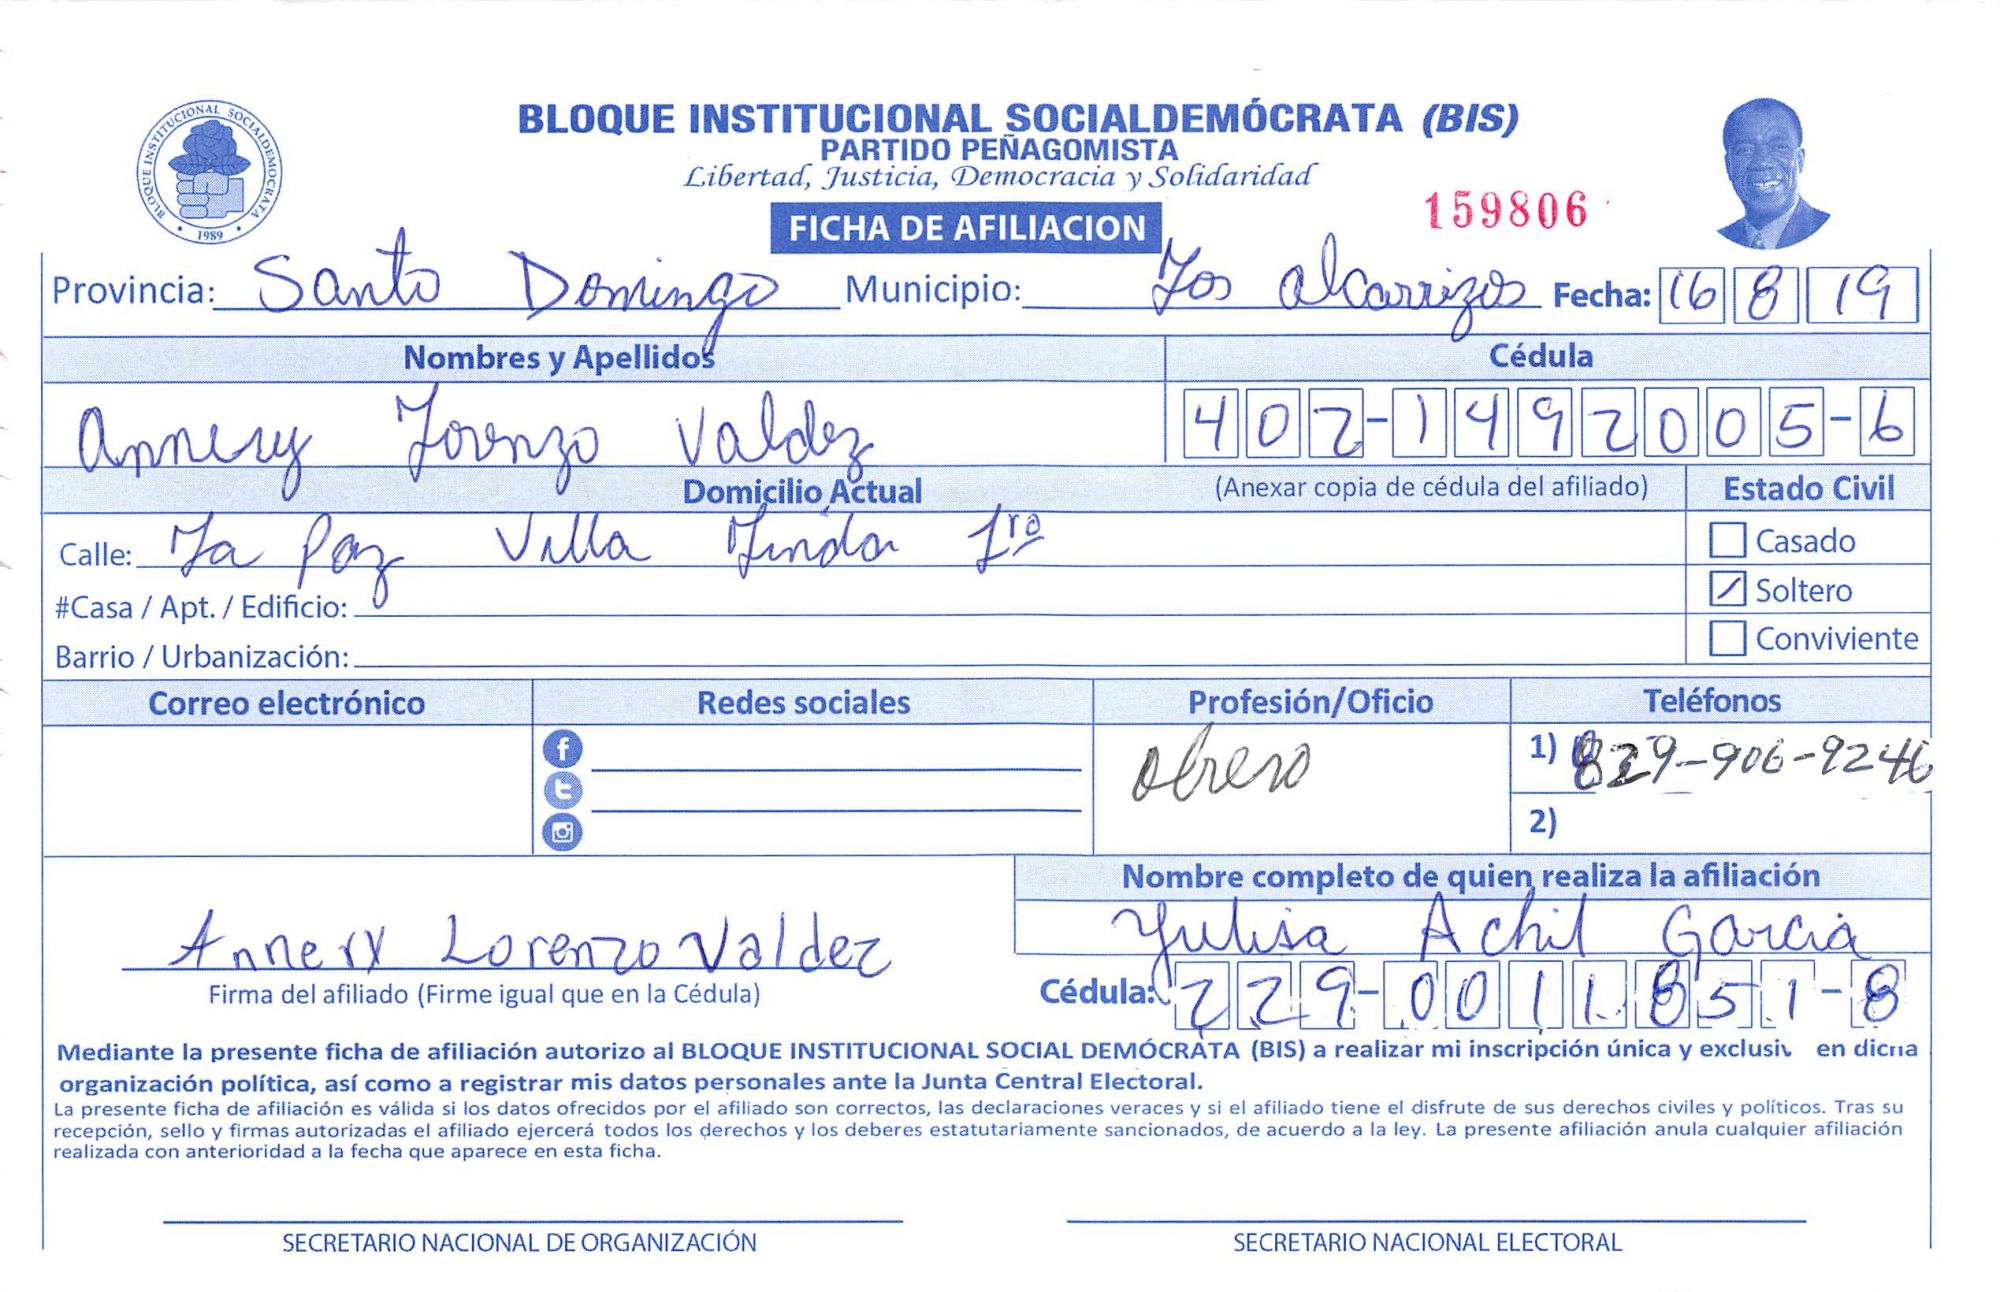 BLOQUE INSTITUCIONAL SOCIALDEMÓCRATA (BIS)
PARTIDO PEÑAGOMISTA
Libertad, Justicia, Democracia y Solidaridad
BLOQUE INSTITUCIONAL SOCIALDEMOCRATA
1989
159806
FICHA DE AFILIACION
Provincia: Santo Domingo Municipio: Los alcarrizos Fecha: 16 8 19
Nombres y Apellidos Cédula
Annery Lorenzo Valdez 402-1492005-6
Domicilio Actual (Anexar copia de cédula del afiliado) Estado Civil
Calle: La Paz Villa Linda 1ra Casado
#Casa / Apt. / Edificio: Soltero
Barrio / Urbanización: Conviviente
Correo electrónico Redes sociales Profesión/Oficio Teléfonos
obrero 1) 829-906-9246
2)
Nombre completo de quien realiza la afiliación
Yulisa Achil Garcia
Annery Lorenzo Valdez
Firma del afiliado (Firme igual que en la Cédula) Cédula: 229-0011851-8
Mediante la presente ficha de afiliación autorizo al BLOQUE INSTITUCIONAL SOCIAL DEMÓCRATA (BIS) a realizar mi inscripción única y exclusiv en dicha
organización política, así como a registrar mis datos personales ante la Junta Central Electoral.
La presente ficha de afiliación es válida si los datos ofrecidos por el afiliado son correctos, las declaraciones veraces y si el afiliado tiene el disfrute de sus derechos civiles y políticos. Tras su
recepción, sello y firmas autorizadas el afiliado ejercerá todos los derechos y los deberes estatutariamente sancionados, de acuerdo a la ley. La presente afiliación anula cualquier afiliación
realizada con anterioridad a la fecha que aparece en esta ficha.
SECRETARIO NACIONAL DE ORGANIZACIÓN SECRETARIO NACIONAL ELECTORAL